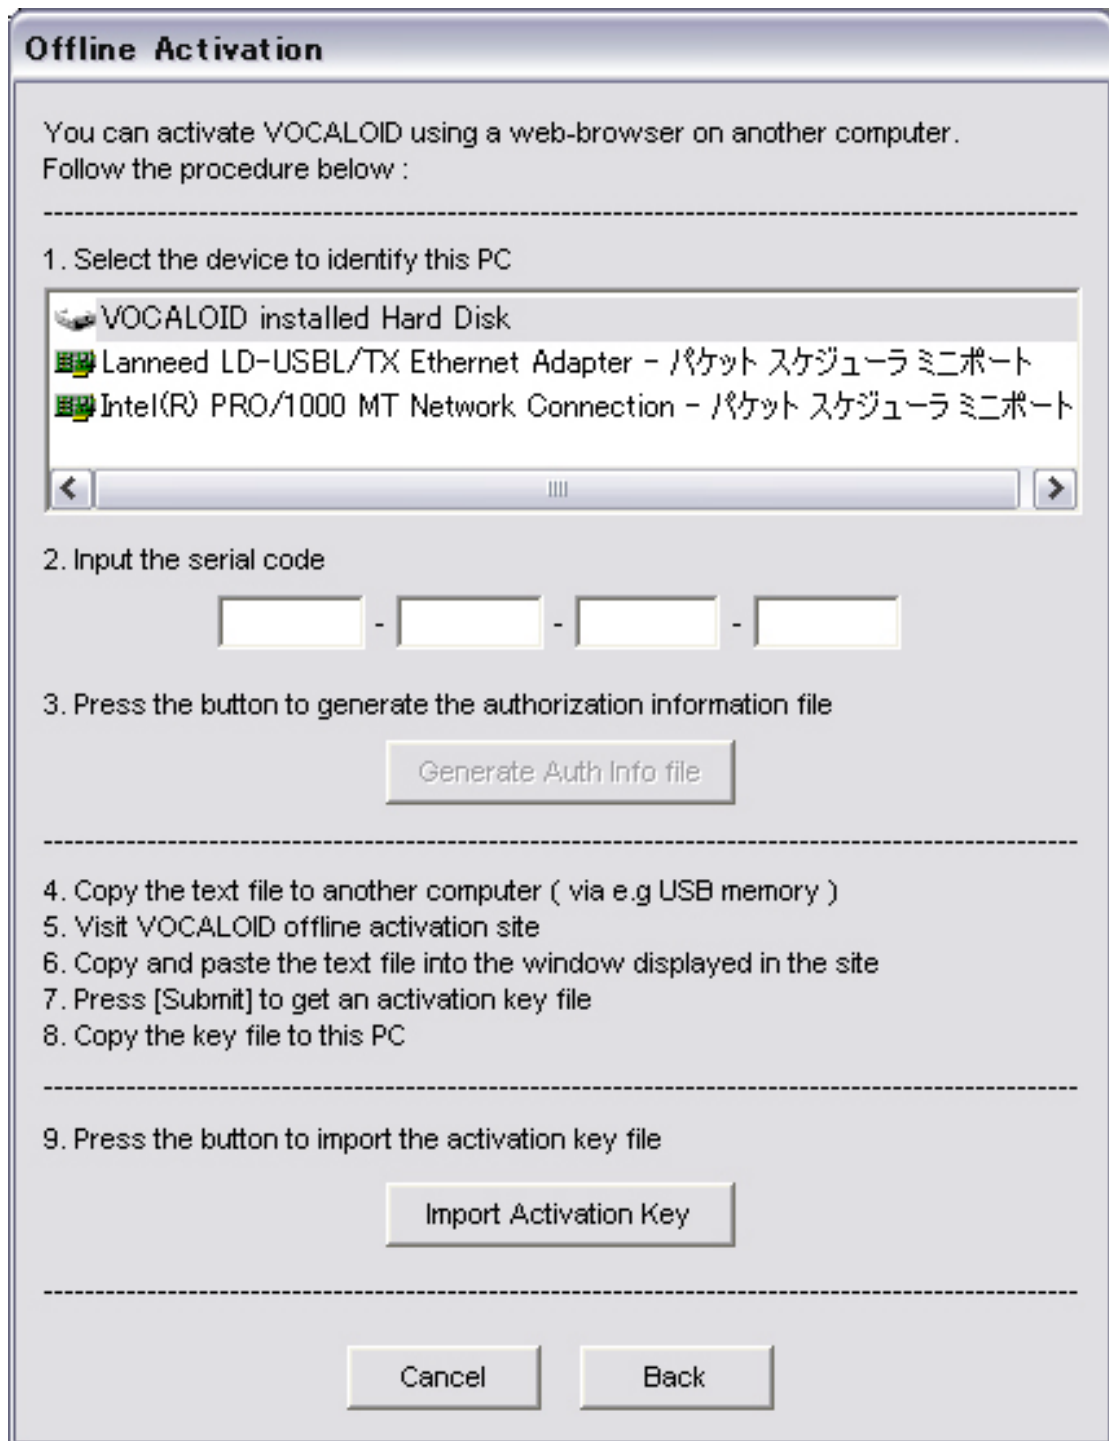 Offline Activation
You can activate VOCALOID using a web-browser on another computer.
Follow the procedure below :
1. Select the device to identify this PC
VOCALOID installed Hard Disk
Lanneed LD-USBL/TX Ethernet Adapter - パケット スケジューラ ミニポート
Intel(R) PRO/1000 MT Network Connection - パケット スケジューラ ミニポート
2. Input the serial code
- - -
3. Press the button to generate the authorization information file
Generate Auth Info file
4. Copy the text file to another computer ( via e.g USB memory )
5. Visit VOCALOID offline activation site
6. Copy and paste the text file into the window displayed in the site
7. Press [Submit] to get an activation key file
8. Copy the key file to this PC
9. Press the button to import the activation key file
Import Activation Key
Cancel Back